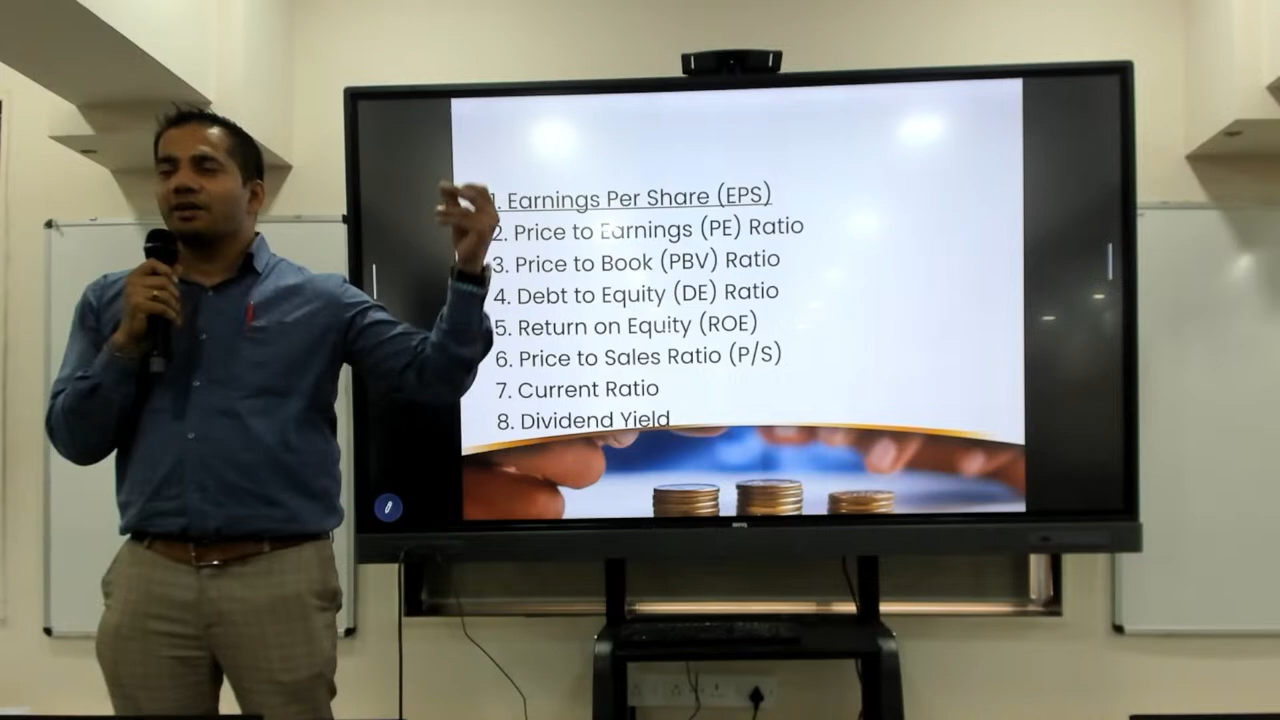 1. Earnings Per Share (EPS)
2. Price to Earnings (PE) Ratio
3. Price to Book (PBV) Ratio
4. Debt to Equity (DE) Ratio
5. Return on Equity (ROE)
6. Price to Sales Ratio (P/S)
7. Current Ratio
8. Dividend Yield
BenQ